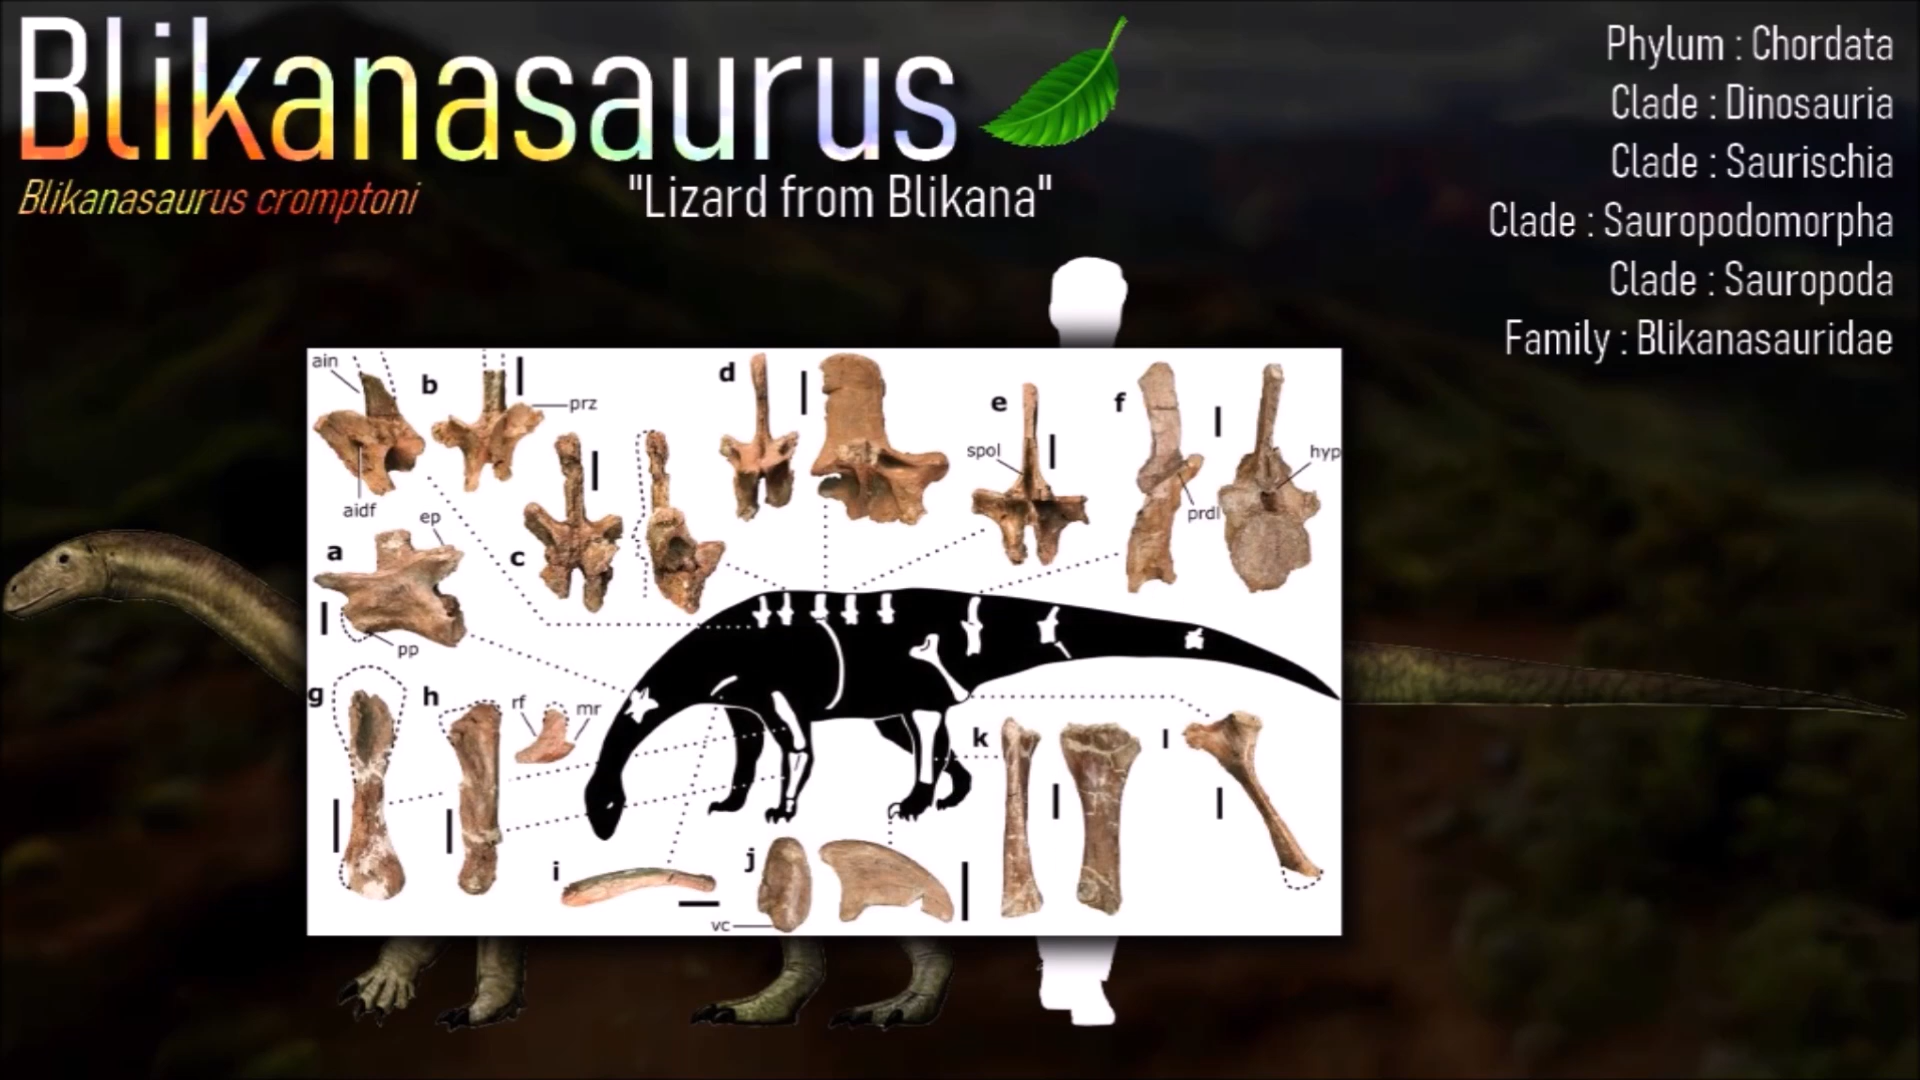 Blikanasaurus
Blikanasaurus cromptoni
"Lizard from Blikana"
Phylum : Chordata
Clade : Dinosauria
Clade : Saurischia
Clade : Sauropodomorpha
Clade : Sauropoda
Family : Blikanasauridae
ain
b
prz
aidf
c
d
e
spol
f
hyp
prdl
a
ep
pp
g
h
rf
mr
i
j
vc
k
l